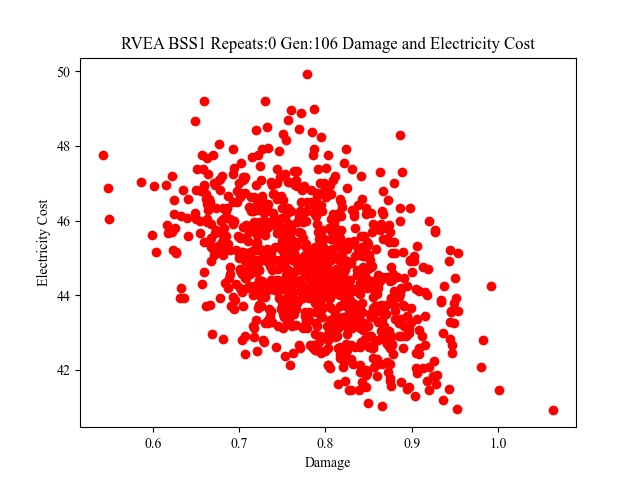 RVEA BSS1 Repeats:0 Gen:106 Damage and Electricity Cost
50
48
46
44
42
Electricity Cost
0.6 0.7 0.8 0.9 1.0
Damage